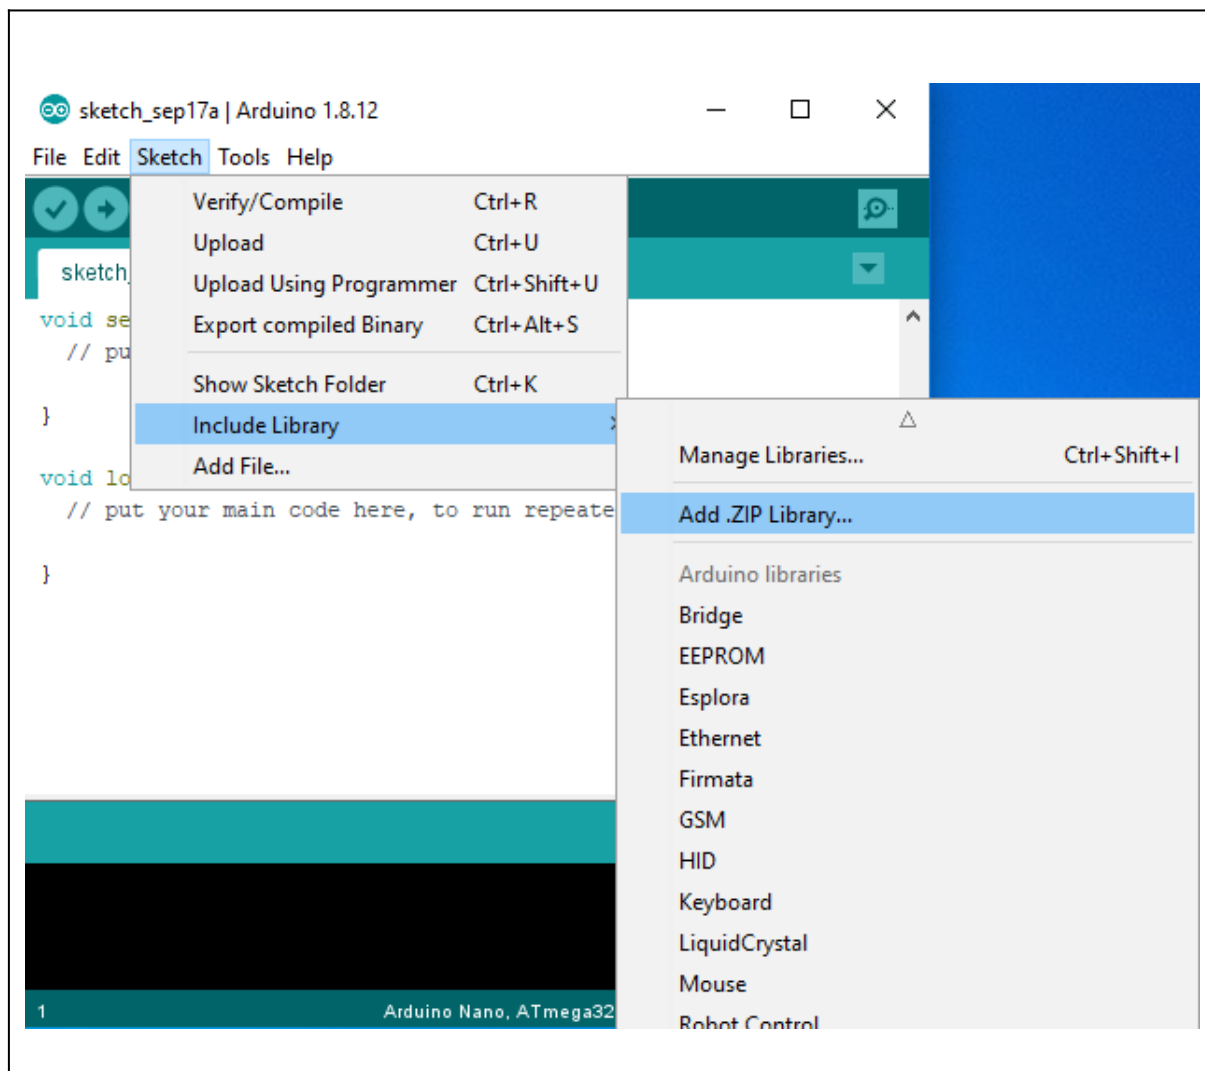 sketch_sep17a | Arduino 1.8.12
File Edit Sketch Tools Help
Verify/Compile Ctrl+R
Upload Ctrl+U
sketch_
Upload Using Programmer Ctrl+Shift+U
void se
Export compiled Binary Ctrl+Alt+S
// pu
Show Sketch Folder Ctrl+K
}
Include Library
Manage Libraries... Ctrl+Shift+I
Add File...
void lo
// put your main code here, to run repeate
Add .ZIP Library...
}
Arduino libraries
Bridge
EEPROM
Esplora
Ethernet
Firmata
GSM
HID
Keyboard
LiquidCrystal
Mouse
1 Arduino Nano, ATmega32
Robot Control